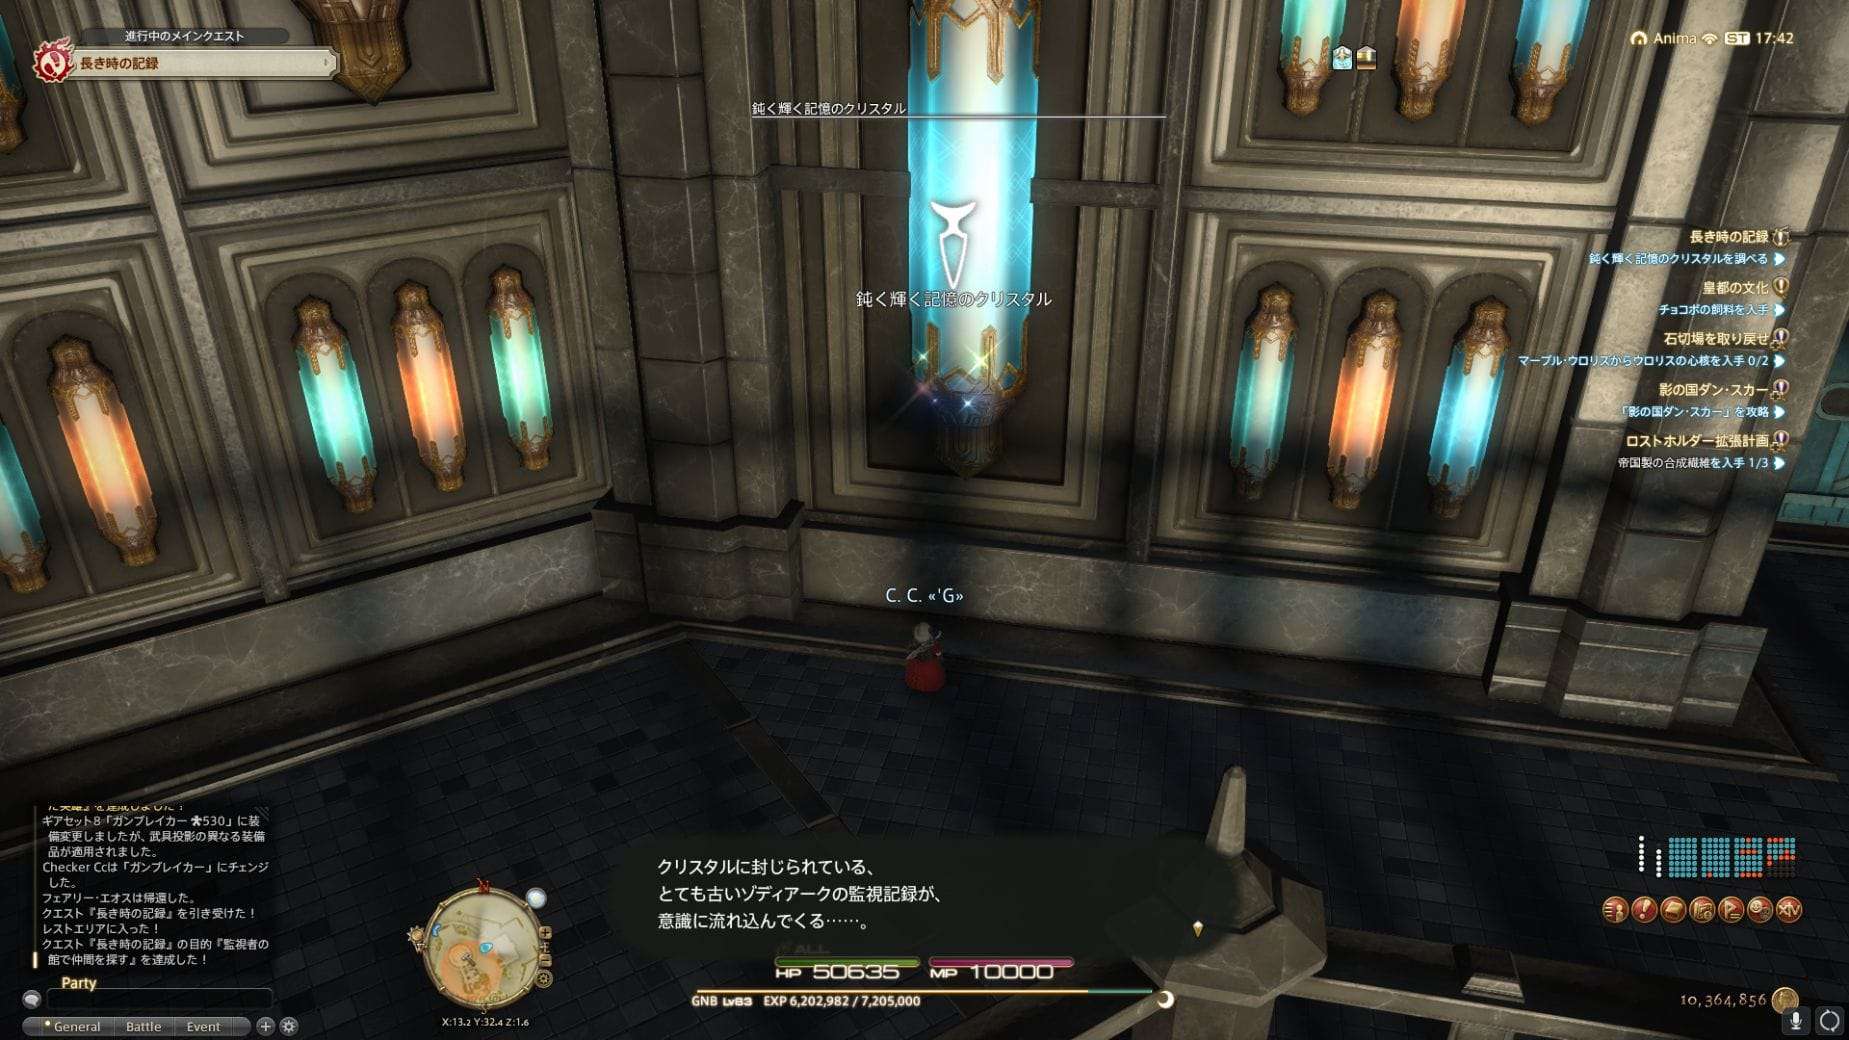 進行中のメインクエスト
長き時の記録
Anima ST 17:42
鈍く輝く記憶のクリスタル
鈍く輝く記憶のクリスタル
長き時の記録
鈍く輝く記憶のクリスタルを調べる
皇都の文化
チョコボの飼料を入手
石切場を取り戻せ
マーブル・ウロリスからウロリスの心核を入手 0/2
影の国ダン・スカー
『影の国ダン・スカー』を攻略
ロストホルダー拡張計画
帝国製の合成繊維を入手 1/3
C. C. «'G»
た英雄』を達成しました！
ギアセット8「ガンブレイカー ★530」に装
備変更しましたが、武具投影の異なる装備
品が適用されました。
Checker Ccは「ガンブレイカー」にチェンジ
した。
フェアリー・エオスは帰還した。
クエスト『長き時の記録』を引き受けた！
レストエリアに入った！
クエスト『長き時の記録』の目的『監視者の
館で仲間を探す』を達成した！
Party
General Battle Event
N
X:13.2 Y:32.4 Z:1.6
クリスタルに封じられている、
とても古いゾディアークの監視記録が、
意識に流れ込んでくる……。
ALL
HP 50635 MP 10000
GNB Lv83 EXP 6,202,982 / 7,205,000
XIV
10,364,856